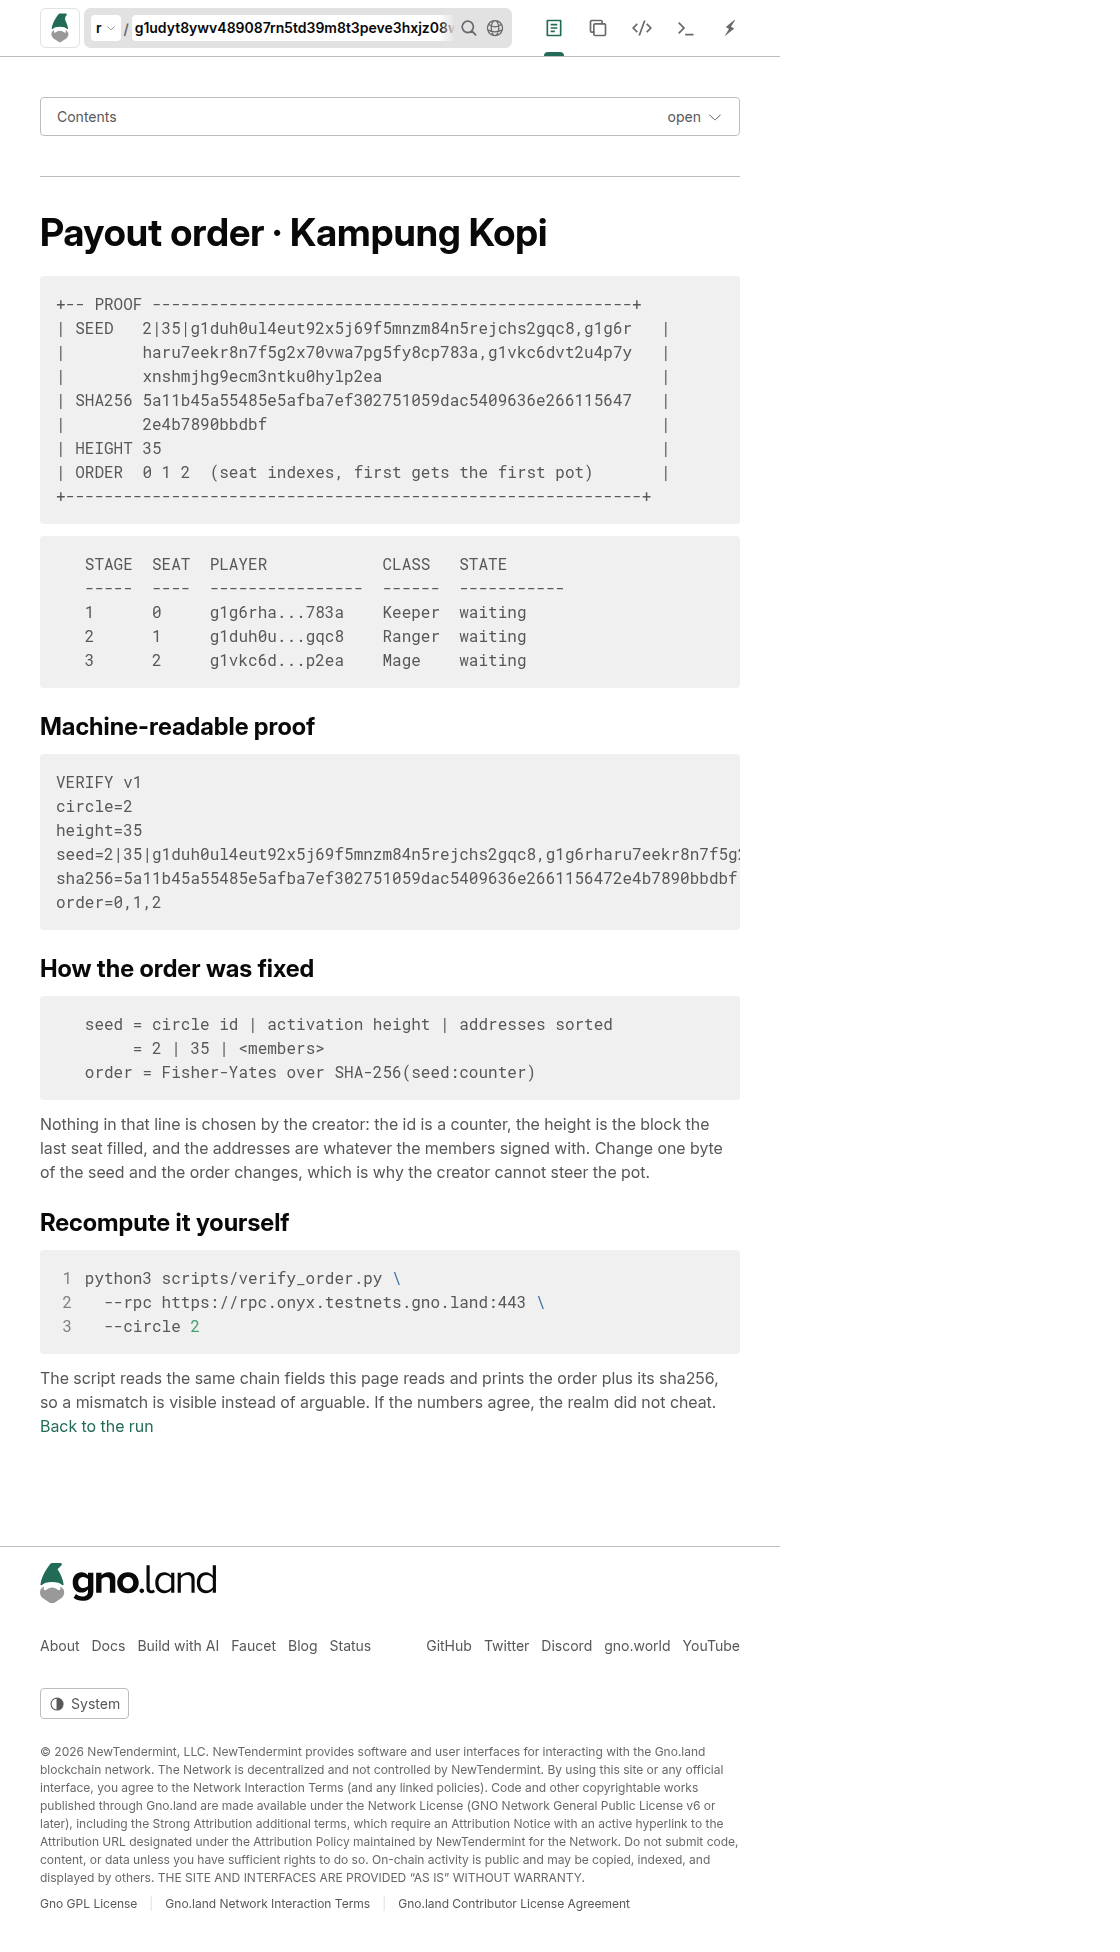 r / g1udyt8ywv489087rn5td39m8t3peve3hxjz08
Contents open
Payout order · Kampung Kopi
+-- PROOF --------------------------------------------------+
| SEED   2|35|g1duh0ul4eut92x5j69f5mnzm84n5rejchs2gqc8,g1g6r   |
|        haru7eekr8n7f5g2x70vwa7pg5fy8cp783a,g1vkc6dvt2u4p7y   |
|        xnshmjhg9ecm3ntku0hylp2ea                             |
| SHA256 5a11b45a55485e5afba7ef302751059dac5409636e266115647   |
|        2e4b7890bbdbf                                         |
| HEIGHT 35                                                    |
| ORDER  0 1 2  (seat indexes, first gets the first pot)       |
+-------------------------------------------------------------+
STAGE  SEAT  PLAYER            CLASS   STATE
-----  ----  ----------------  ------  -----------
1      0     g1g6rha...783a    Keeper  waiting
2      1     g1duh0u...gqc8    Ranger  waiting
3      2     g1vkc6d...p2ea    Mage    waiting
Machine-readable proof
VERIFY v1
circle=2
height=35
seed=2|35|g1duh0ul4eut92x5j69f5mnzm84n5rejchs2gqc8,g1g6rharu7eekr8n7f5g2
sha256=5a11b45a55485e5afba7ef302751059dac5409636e2661156472e4b7890bbdbf
order=0,1,2
How the order was fixed
seed = circle id | activation height | addresses sorted
= 2 | 35 | <members>
order = Fisher-Yates over SHA-256(seed:counter)
Nothing in that line is chosen by the creator: the id is a counter, the height is the block the
last seat filled, and the addresses are whatever the members signed with. Change one byte
of the seed and the order changes, which is why the creator cannot steer the pot.
Recompute it yourself
1 python3 scripts/verify_order.py \
2   --rpc https://rpc.onyx.testnets.gno.land:443 \
3   --circle 2
The script reads the same chain fields this page reads and prints the order plus its sha256,
so a mismatch is visible instead of arguable. If the numbers agree, the realm did not cheat.
Back to the run
gno.land
About Docs Build with AI Faucet Blog Status GitHub Twitter Discord gno.world YouTube
System
© 2026 NewTendermint, LLC. NewTendermint provides software and user interfaces for interacting with the Gno.land
blockchain network. The Network is decentralized and not controlled by NewTendermint. By using this site or any official
interface, you agree to the Network Interaction Terms (and any linked policies). Code and other copyrightable works
published through Gno.land are made available under the Network License (GNO Network General Public License v6 or
later), including the Strong Attribution additional terms, which require an Attribution Notice with an active hyperlink to the
Attribution URL designated under the Attribution Policy maintained by NewTendermint for the Network. Do not submit code,
content, or data unless you have sufficient rights to do so. On-chain activity is public and may be copied, indexed, and
displayed by others. THE SITE AND INTERFACES ARE PROVIDED “AS IS” WITHOUT WARRANTY.
Gno GPL License | Gno.land Network Interaction Terms | Gno.land Contributor License Agreement